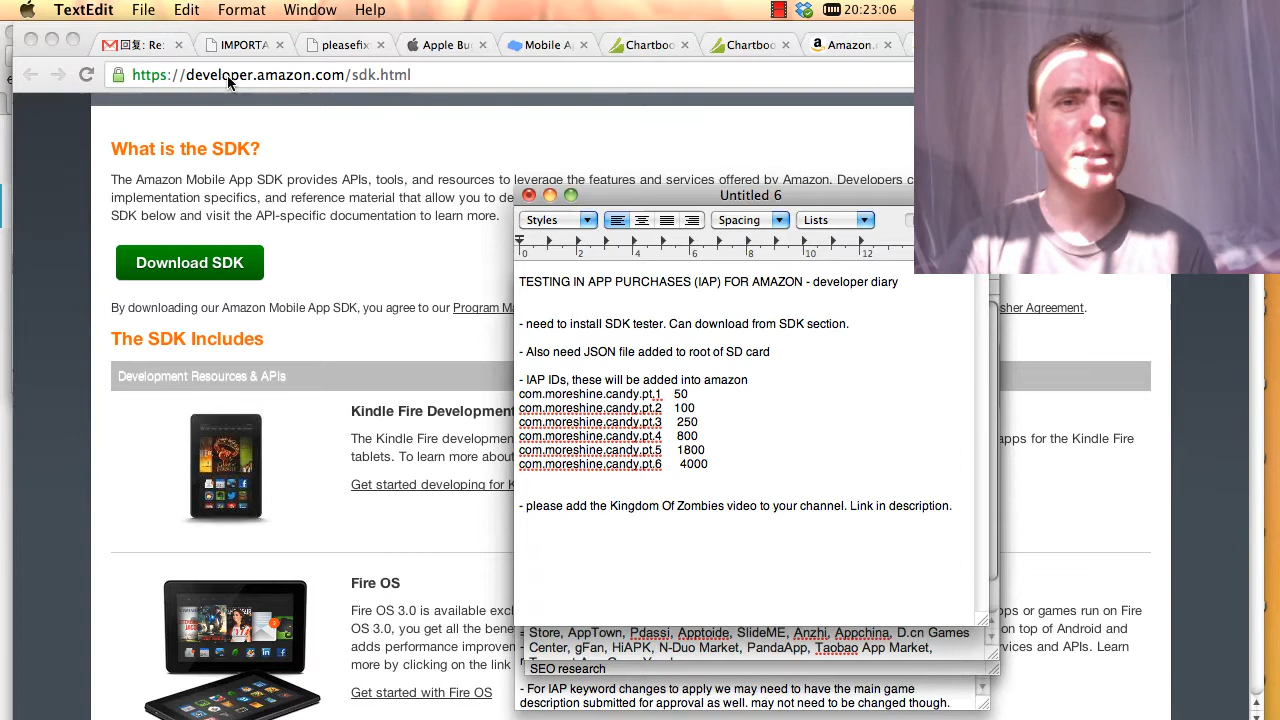 TextEdit File Edit Format Window Help 20:23:06
回复: Re: IMPORTA pleasefix Apple Bu Mobile A Chartboo Chartboo Amazon.c
https://developer.amazon.com/sdk.html
What is the SDK?
The Amazon Mobile App SDK provides APIs, tools, and resources to leverage the features and services offered by Amazon. Developers c
implementation specifics, and reference material that allow you to de
SDK below and visit the API-specific documentation to learn more.
Download SDK
By downloading our Amazon Mobile App SDK, you agree to our Program Ma
sher Agreement.
The SDK Includes
Development Resources & APIs
Kindle Fire Developmen
The Kindle Fire developmen
apps for the Kindle Fire
tablets. To learn more about
Get started developing for K
Fire OS
Fire OS 3.0 is available excl
ps or games run on Fire
OS 3.0, you get all the bene
on top of Android and
adds performance improven
rvices and APIs. Learn
more by clicking on the link
Get started with Fire OS
Untitled 6
Styles Spacing Lists
0 2 4 6 8 10 12
TESTING IN APP PURCHASES (IAP) FOR AMAZON - developer diary
- need to install SDK tester. Can download from SDK section.
- Also need JSON file added to root of SD card
- IAP IDs, these will be added into amazon
com.moreshine.candy.pt.1 50
com.moreshine.candy.pt.2 100
com.moreshine.candy.pt.3 250
com.moreshine.candy.pt.4 800
com.moreshine.candy.pt.5 1800
com.moreshine.candy.pt.6 4000
- please add the Kingdom Of Zombies video to your channel. Link in description.
Store, AppTown, Pdassi, Apptoide, SlideME, Anzhi, Appchina, D.cn Games
Center, gFan, HiAPK, N-Duo Market, PandaApp, Taobao App Market,
SEO research
- For IAP keyword changes to apply we may need to have the main game
description submitted for approval as well. may not need to be changed though.